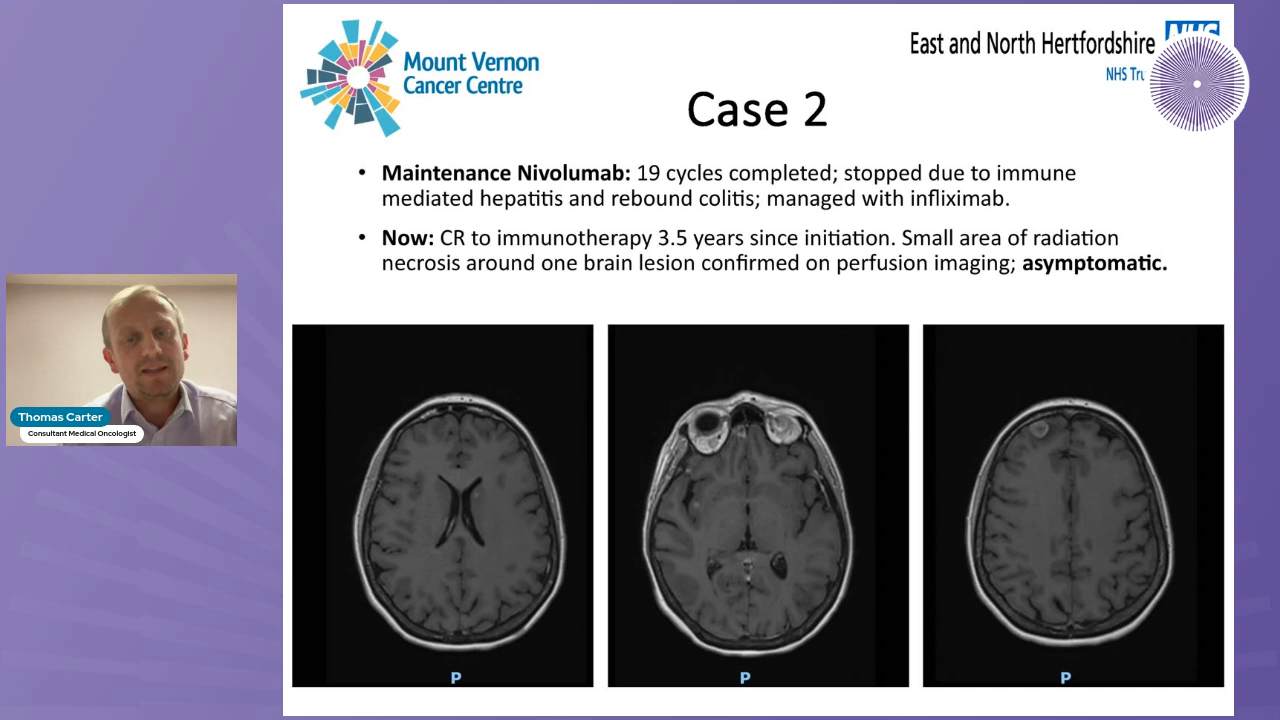 Mount Vernon
Cancer Centre
East and North Hertfordshire
NHS
NHS Tru
Case 2
• Maintenance Nivolumab: 19 cycles completed; stopped due to immune
mediated hepatitis and rebound colitis; managed with infliximab.
• Now: CR to immunotherapy 3.5 years since initiation. Small area of radiation
necrosis around one brain lesion confirmed on perfusion imaging; asymptomatic.
Thomas Carter
Consultant Medical Oncologist
P
P
P